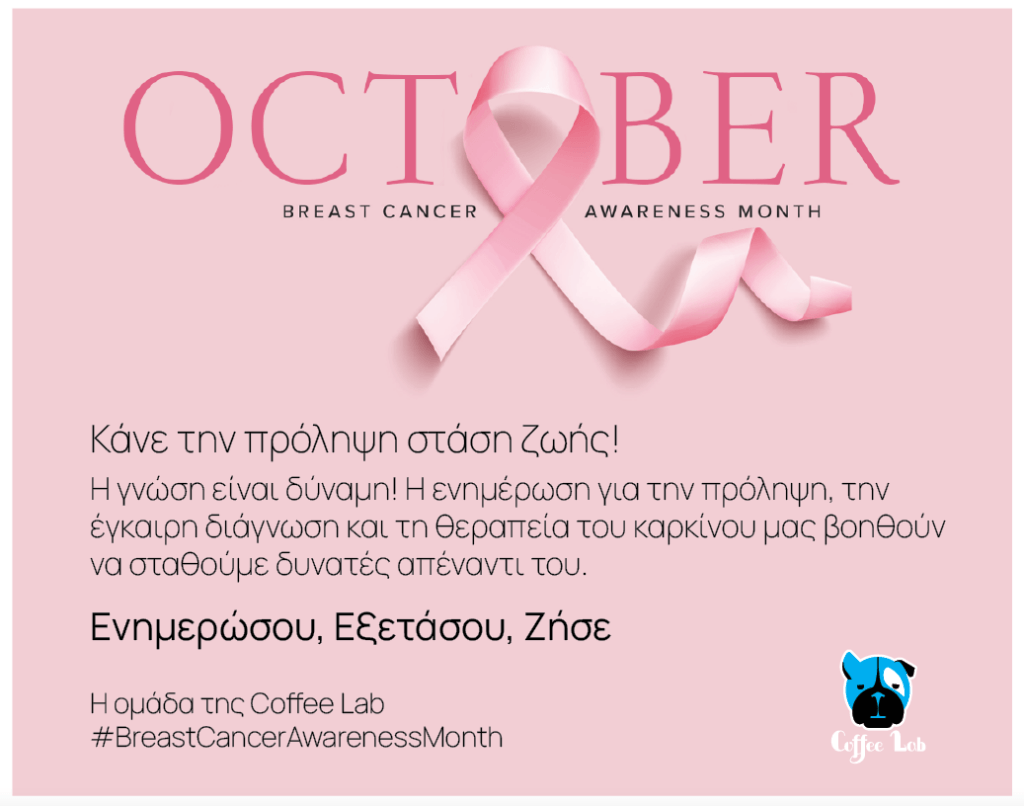 OCTOBER
BREAST CANCER AWARENESS MONTH
Κάνε την πρόληψη στάση ζωής!
Η γνώση είναι δύναμη! Η ενημέρωση για την πρόληψη, την
έγκαιρη διάγνωση και τη θεραπεία του καρκίνου μας βοηθούν
να σταθούμε δυνατές απέναντι του.
Ενημερώσου, Εξετάσου, Ζήσε
Η ομάδα της Coffee Lab
#BreastCancerAwarenessMonth
Coffee Lab